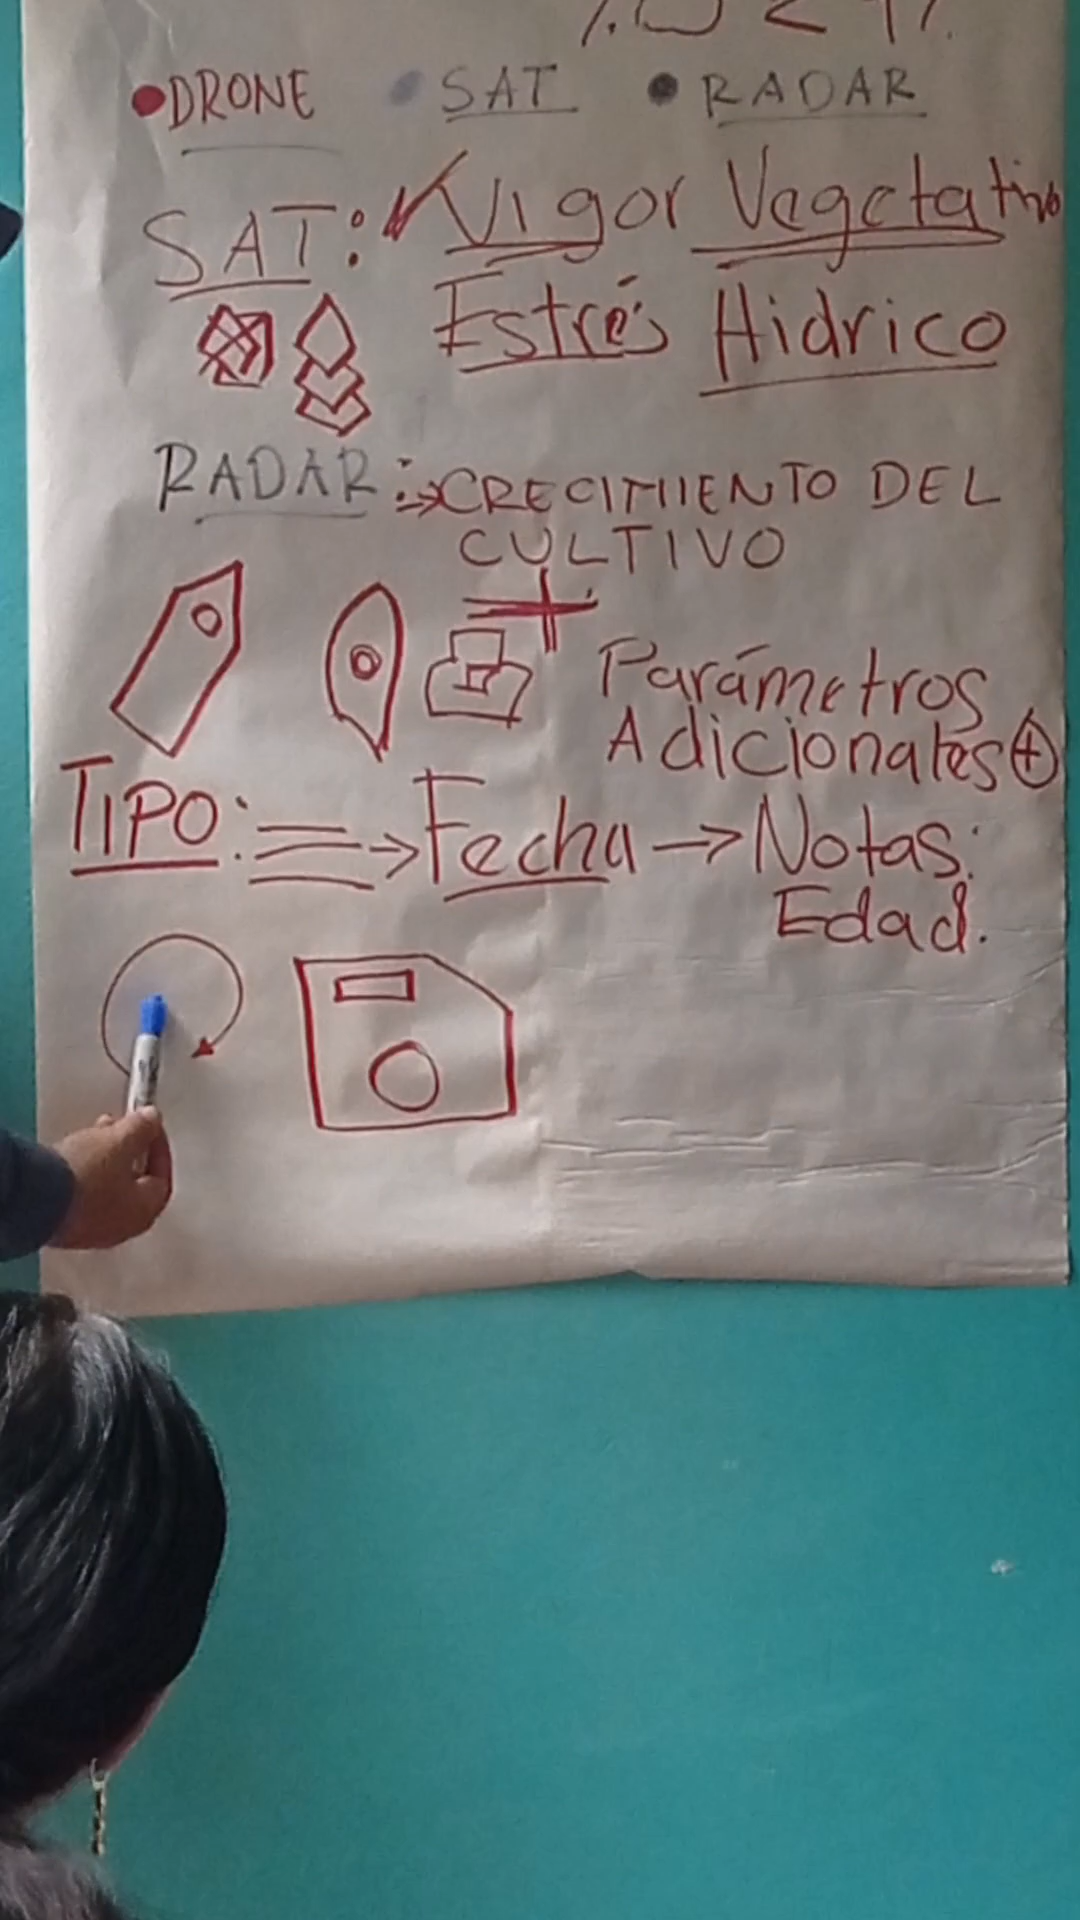 • DRONE • SAT • RADAR
SAT: Vigor Vegetativo
Estrés Hidrico
RADAR: → CRECIMIENTO DEL
CULTIVO
+
Parámetros
Adicionales +
TIPO: → Fecha → Notas:
Edad.